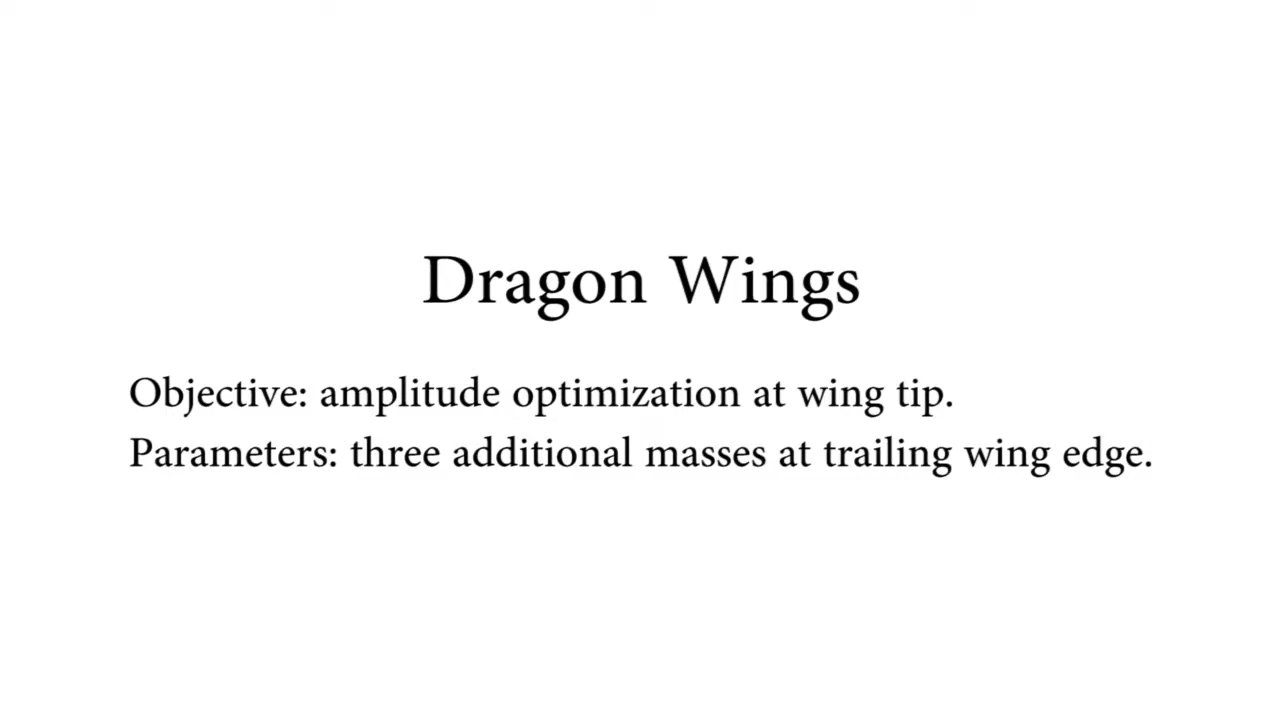 Dragon Wings
Objective: amplitude optimization at wing tip.
Parameters: three additional masses at trailing wing edge.